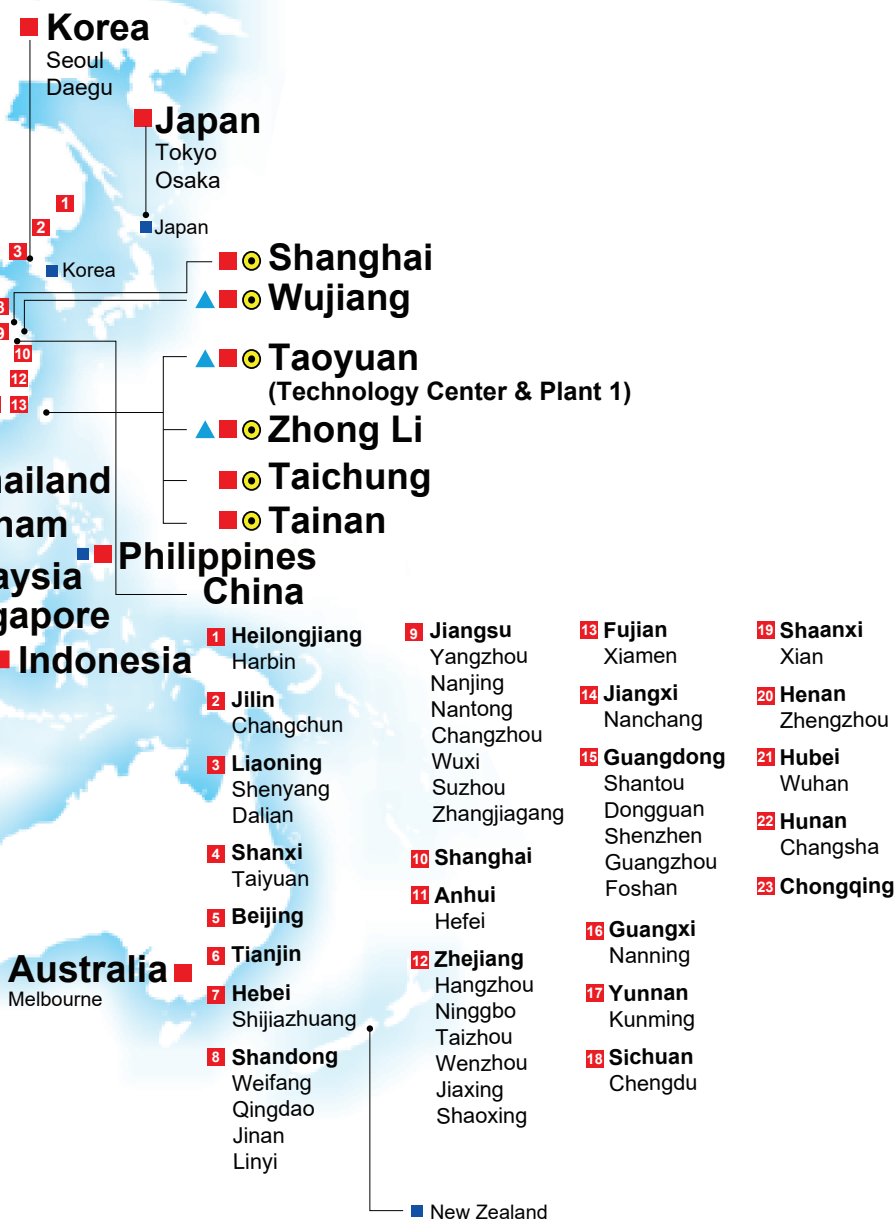 Korea
Seoul
Daegu
Japan
Tokyo
Osaka
1
2
Japan
3
Korea
Shanghai
Wujiang
9
10
12
13
Taoyuan
(Technology Center & Plant 1)
Zhong Li
Taichung
Tainan
hailand
nam
Philippines
aysia
gapore
Indonesia
China
1 Heilongjiang
Harbin
2 Jilin
Changchun
3 Liaoning
Shenyang
Dalian
4 Shanxi
Taiyuan
5 Beijing
6 Tianjin
7 Hebei
Shijiazhuang
8 Shandong
Weifang
Qingdao
Jinan
Linyi
9 Jiangsu
Yangzhou
Nanjing
Nantong
Changzhou
Wuxi
Suzhou
Zhangjiagang
10 Shanghai
11 Anhui
Hefei
12 Zhejiang
Hangzhou
Ninggbo
Taizhou
Wenzhou
Jiaxing
Shaoxing
13 Fujian
Xiamen
14 Jiangxi
Nanchang
15 Guangdong
Shantou
Dongguan
Shenzhen
Guangzhou
Foshan
16 Guangxi
Nanning
17 Yunnan
Kunming
18 Sichuan
Chengdu
19 Shaanxi
Xian
20 Henan
Zhengzhou
21 Hubei
Wuhan
22 Hunan
Changsha
23 Chongqing
Australia
Melbourne
New Zealand